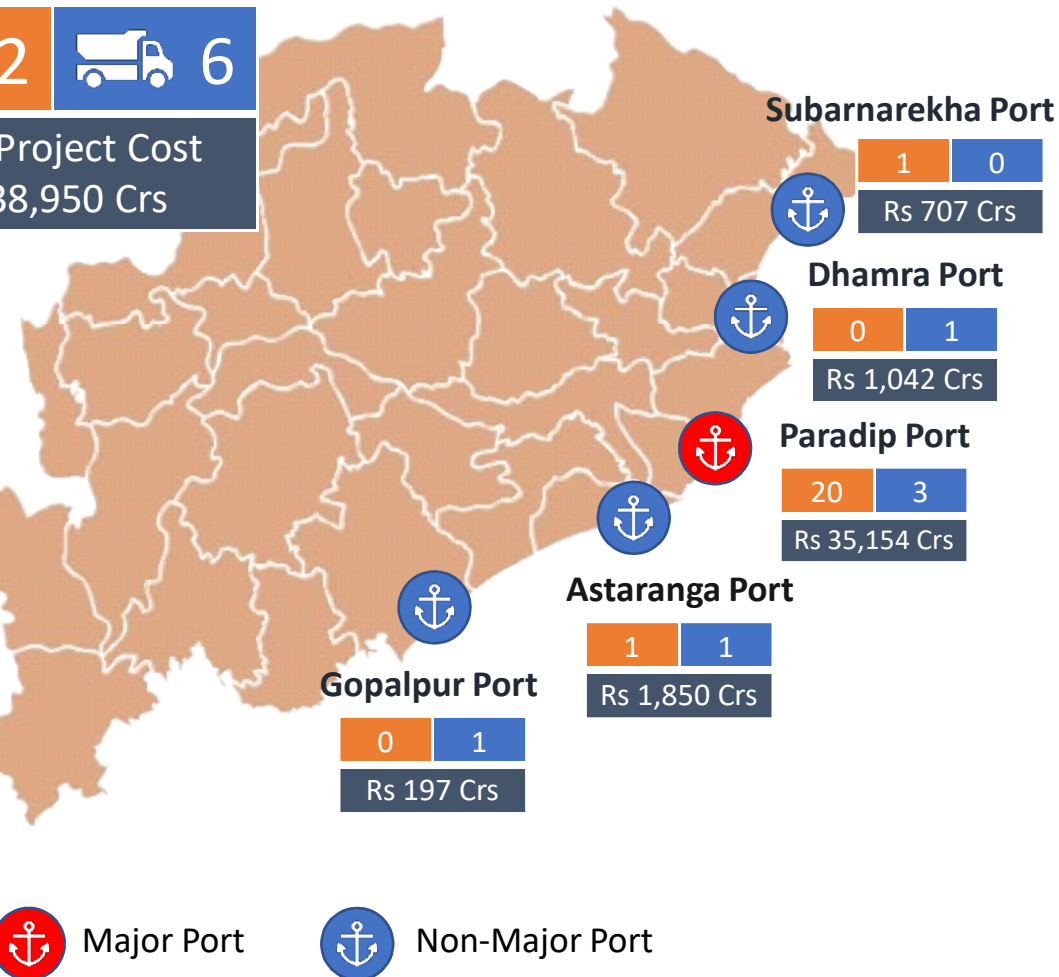 2 6
Project Cost
38,950 Crs
Subarnarekha Port
1 0
Rs 707 Crs
Dhamra Port
0 1
Rs 1,042 Crs
Paradip Port
20 3
Rs 35,154 Crs
Astaranga Port
1 1
Rs 1,850 Crs
Gopalpur Port
0 1
Rs 197 Crs
Major Port Non-Major Port